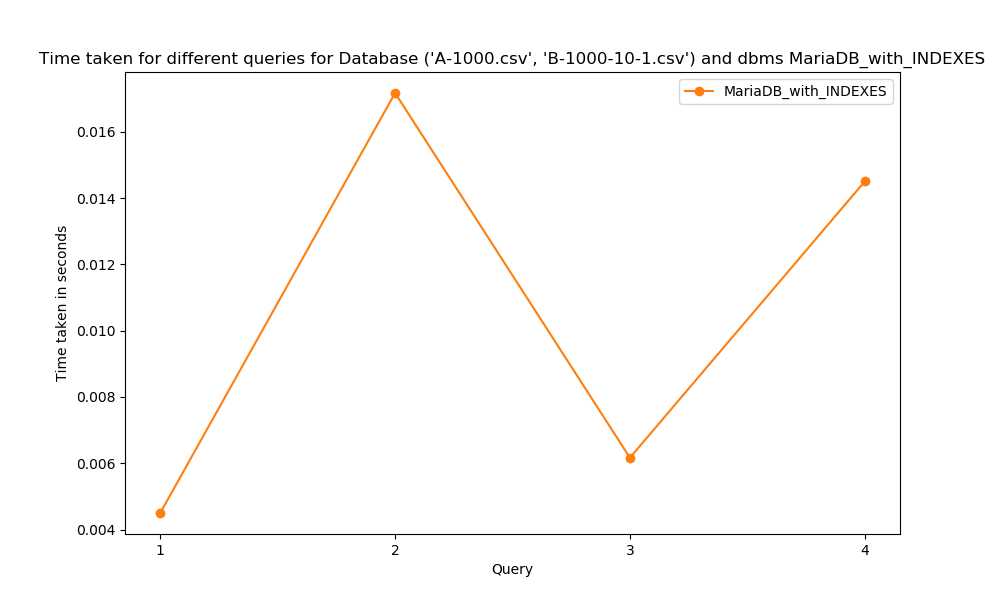 Time taken for different queries for Database ('A-1000.csv', 'B-1000-10-1.csv') and dbms MariaDB_with_INDEXES
MariaDB_with_INDEXES
0.016
0.014
0.012
0.010
0.008
0.006
0.004
Time taken in seconds
1 2 3 4
Query